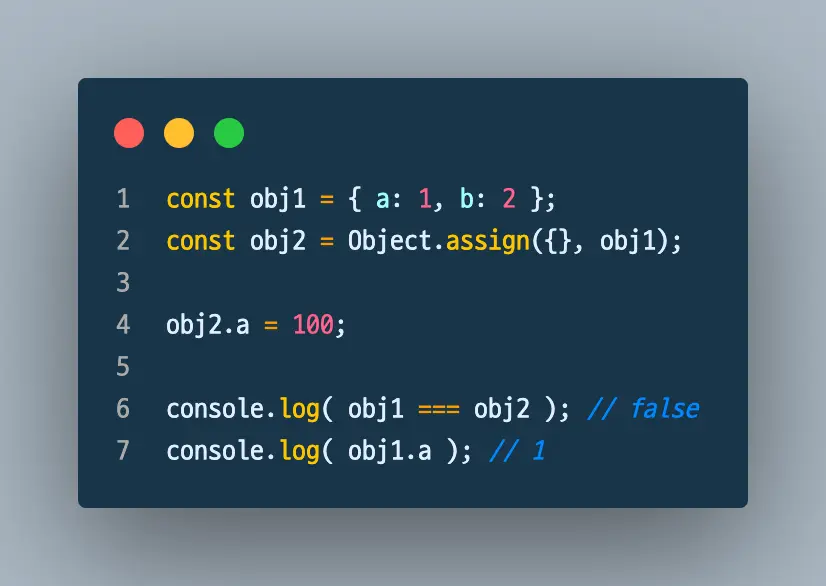 1 const obj1 = { a: 1, b: 2 };
2 const obj2 = Object.assign({}, obj1);
3
4 obj2.a = 100;
5
6 console.log( obj1 === obj2 ); // false
7 console.log( obj1.a ); // 1